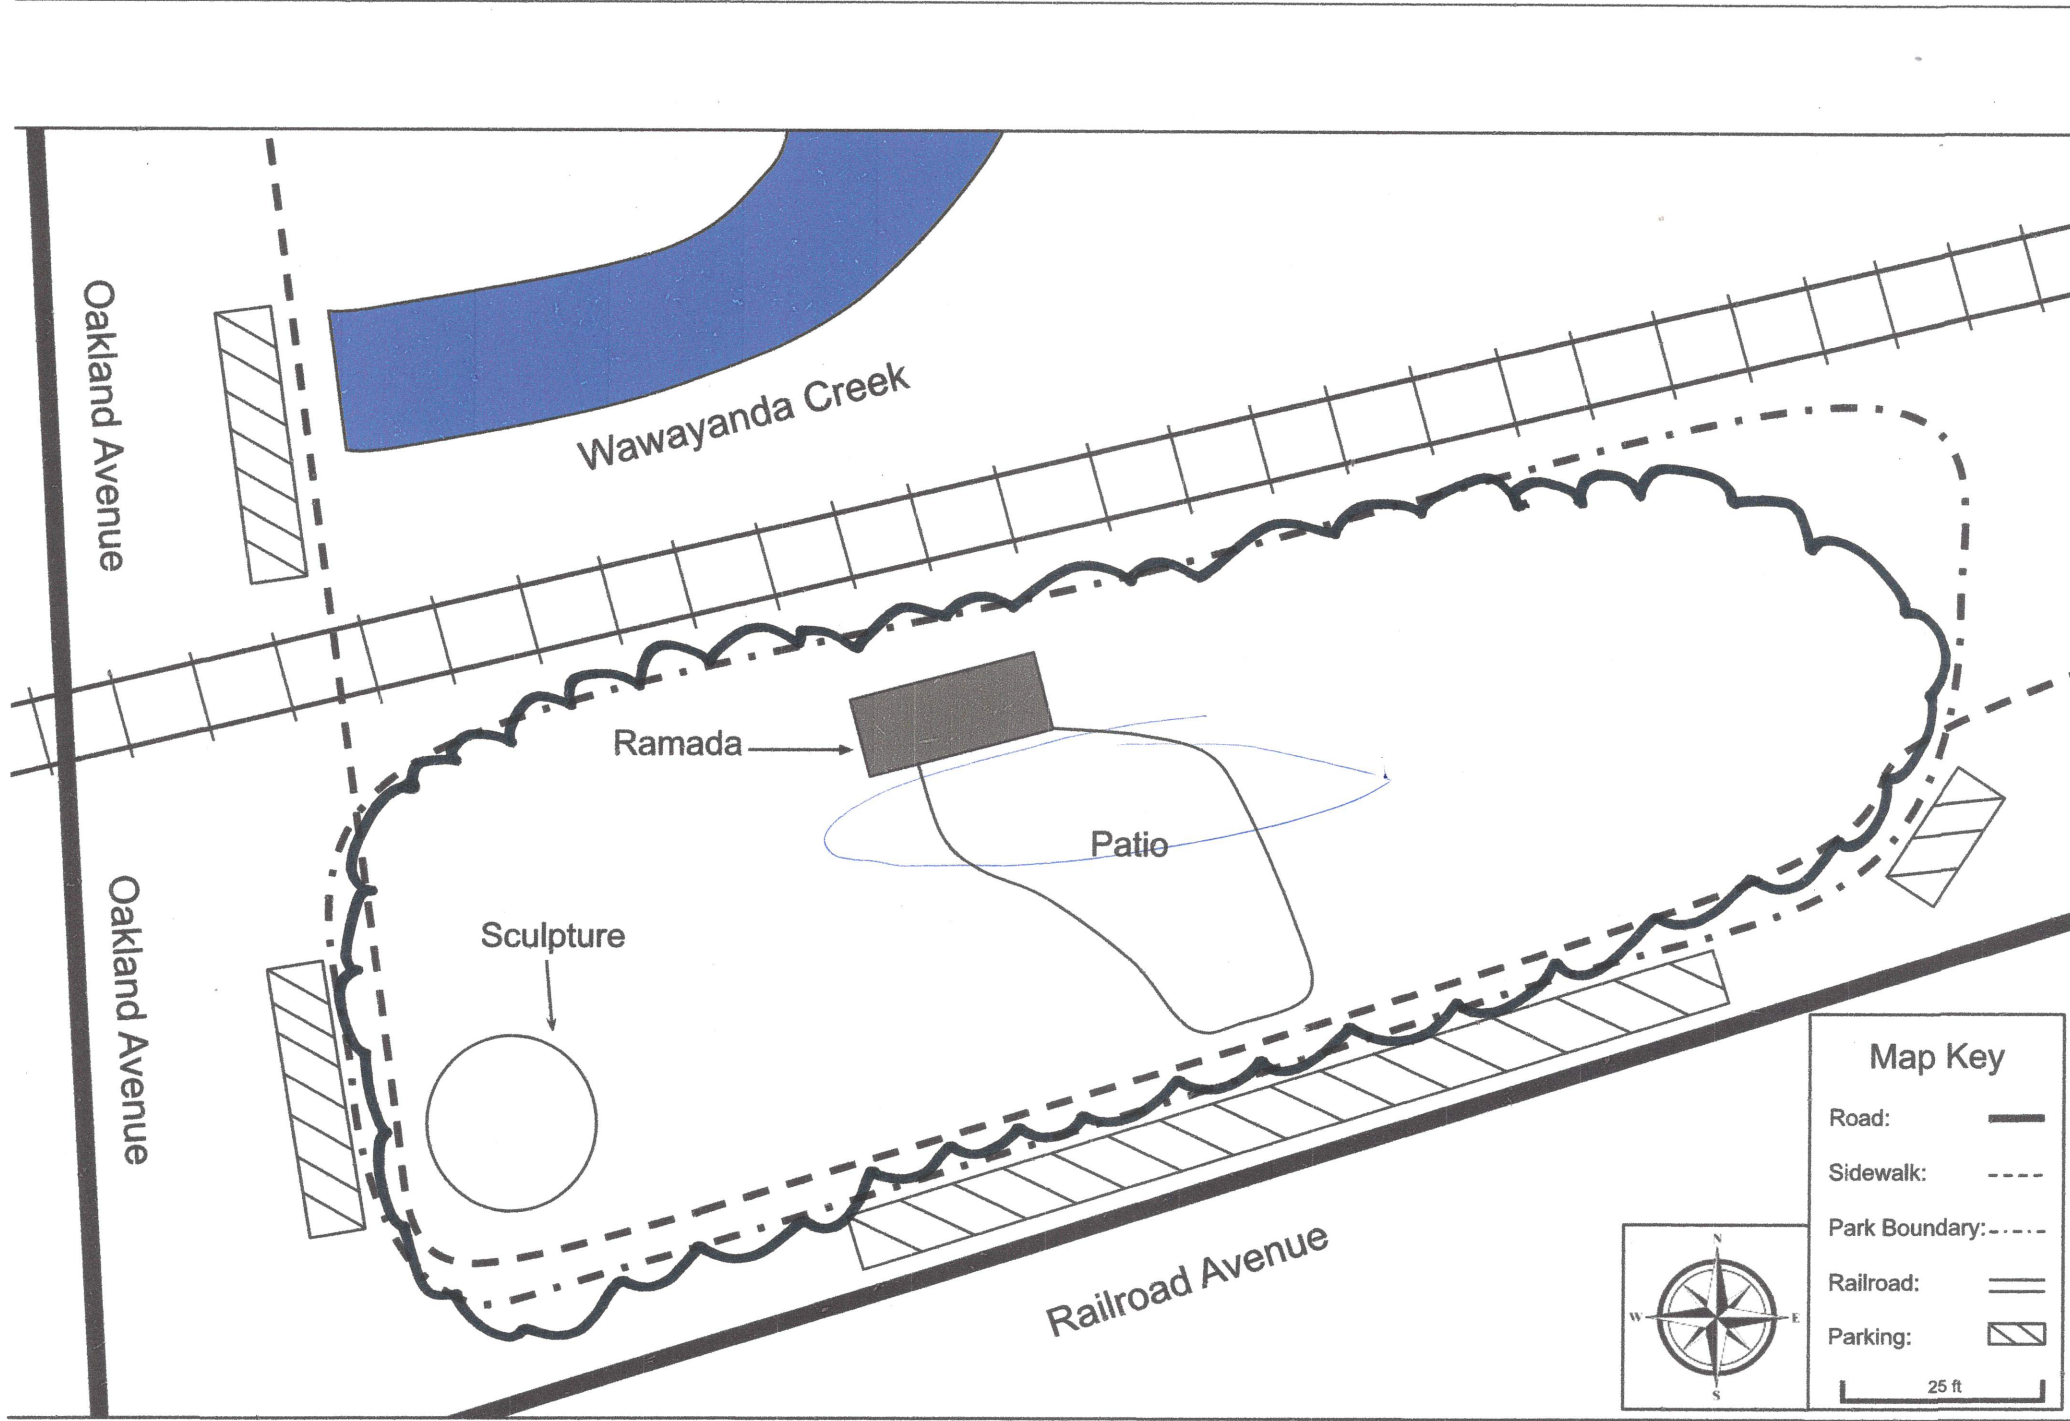 Oakland Avenue
Wawayanda Creek
Ramada
Patio
Sculpture
Oakland Avenue
Railroad Avenue
Map Key
Road:
Sidewalk:
Park Boundary:
Railroad:
Parking:
25 ft
N
W
E
S